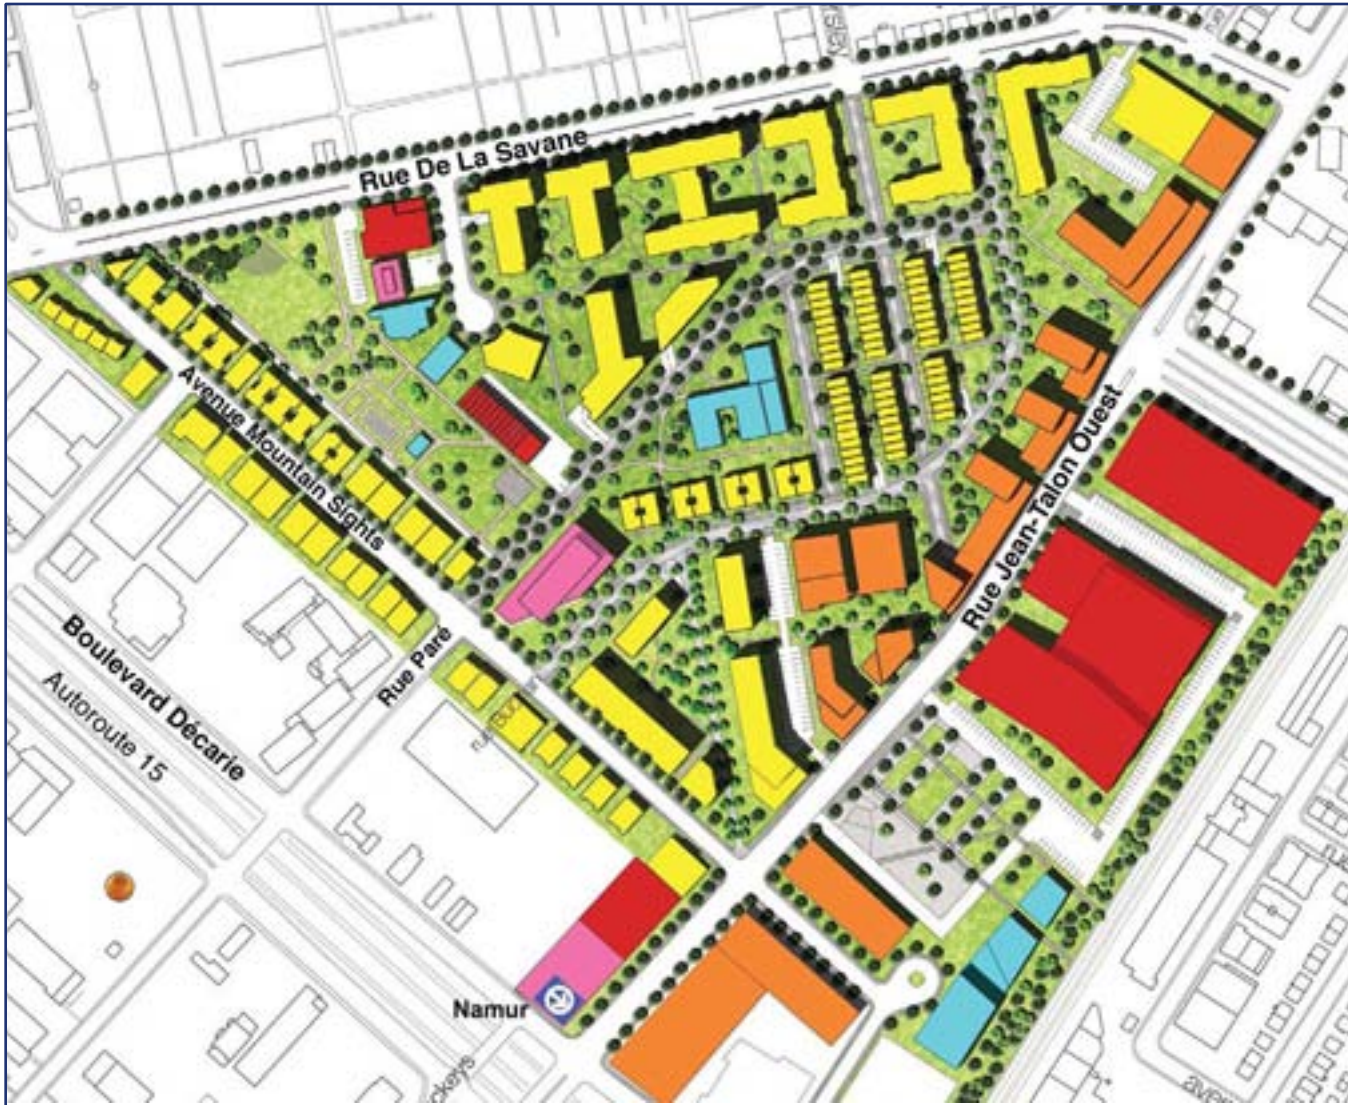 Rue De La Savane
Avenue Mountain Sights
Rue Jean-Talon Ouest
Boulevard Décarie
Autoroute 15
Rue Paré
Namur